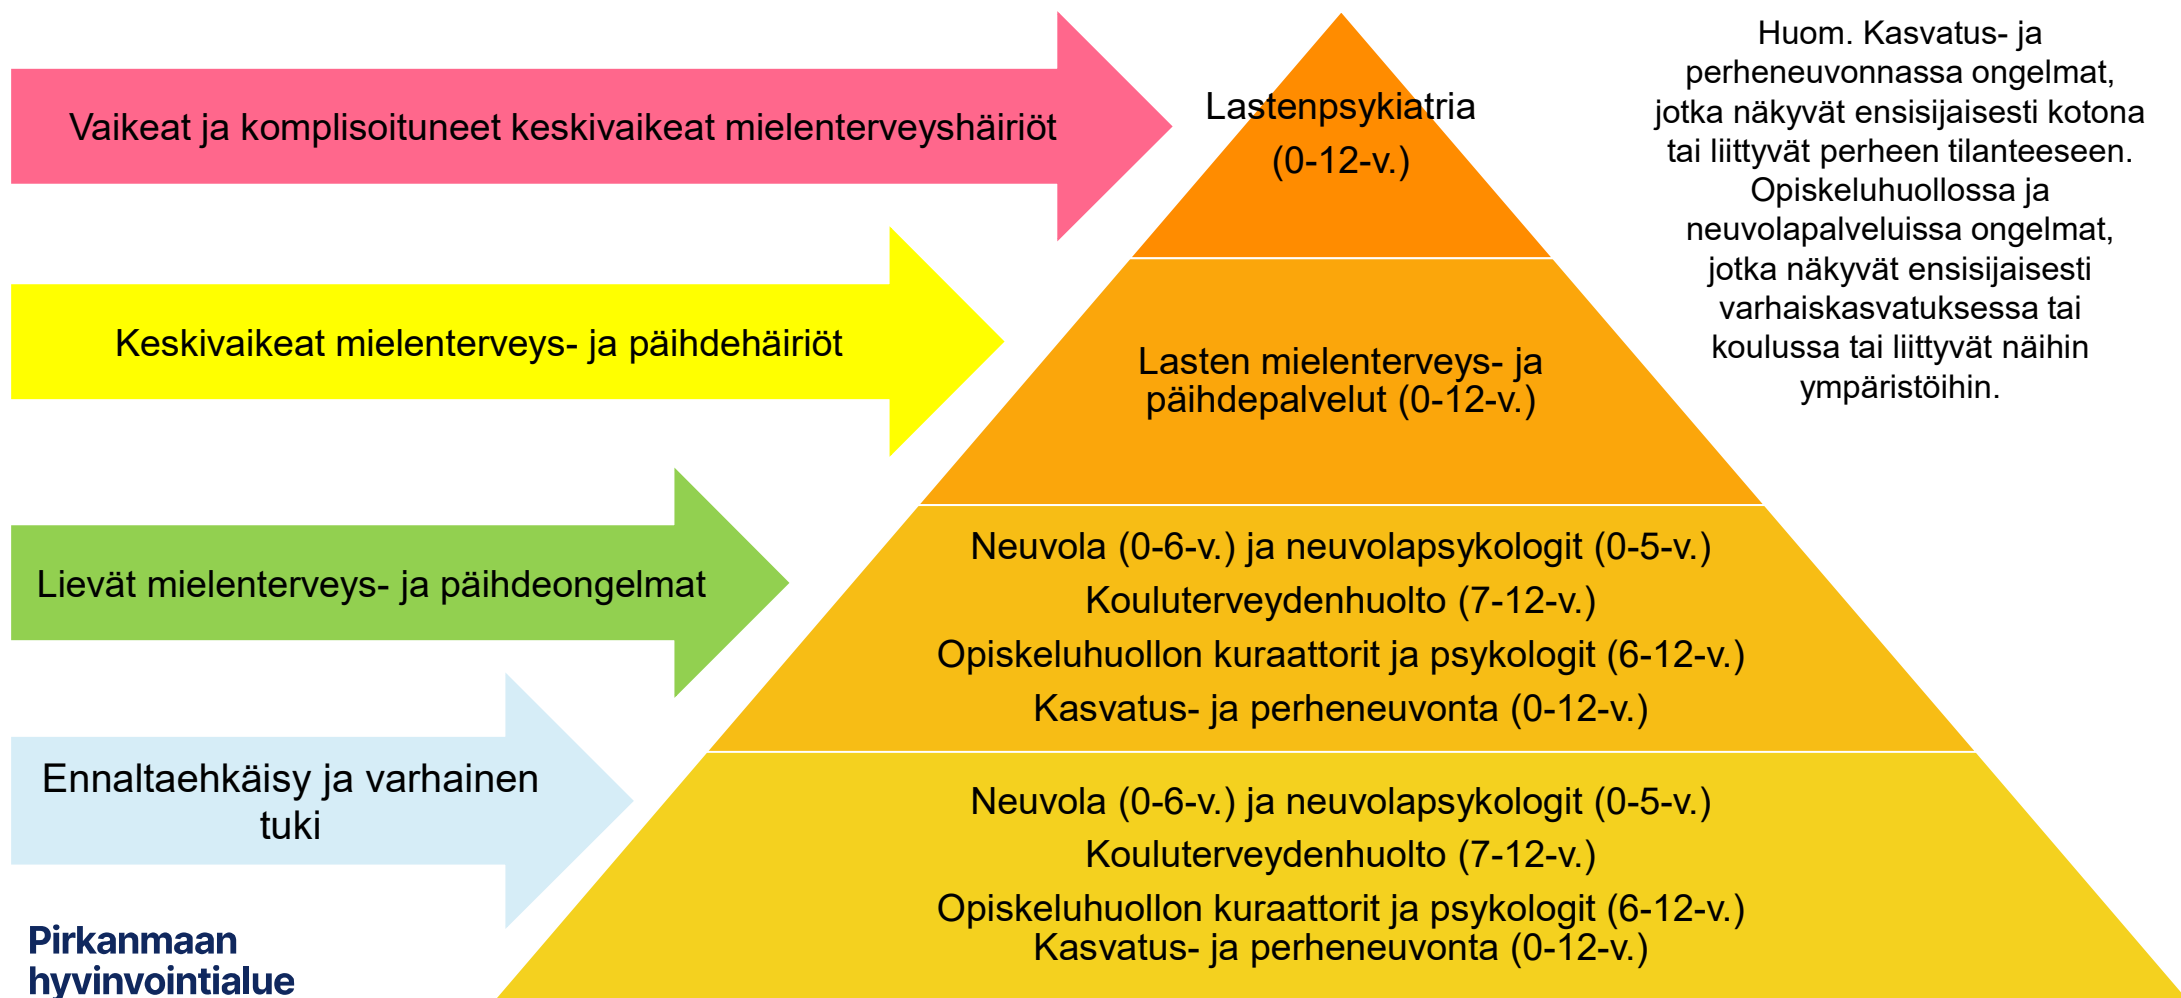 Vaikeat ja komplisoituneet keskivaikeat mielenterveyshäiriöt
Lastenpsykiatria
(0-12-v.)
Huom. Kasvatus- ja
perheneuvonnassa ongelmat,
jotka näkyvät ensisijaisesti kotona
tai liittyvät perheen tilanteeseen.
Opiskeluhuollossa ja
neuvolapalveluissa ongelmat,
jotka näkyvät ensisijaisesti
varhaiskasvatuksessa tai
koulussa tai liittyvät näihin
ympäristöihin.
Keskivaikeat mielenterveys- ja päihdehäiriöt
Lasten mielenterveys- ja
päihdepalvelut (0-12-v.)
Lievät mielenterveys- ja päihdeongelmat
Neuvola (0-6-v.) ja neuvolapsykologit (0-5-v.)
Kouluterveydenhuolto (7-12-v.)
Opiskeluhuollon kuraattorit ja psykologit (6-12-v.)
Kasvatus- ja perheneuvonta (0-12-v.)
Ennaltaehkäisy ja varhainen
tuki
Neuvola (0-6-v.) ja neuvolapsykologit (0-5-v.)
Kouluterveydenhuolto (7-12-v.)
Opiskeluhuollon kuraattorit ja psykologit (6-12-v.)
Kasvatus- ja perheneuvonta (0-12-v.)
Pirkanmaan
hyvinvointialue